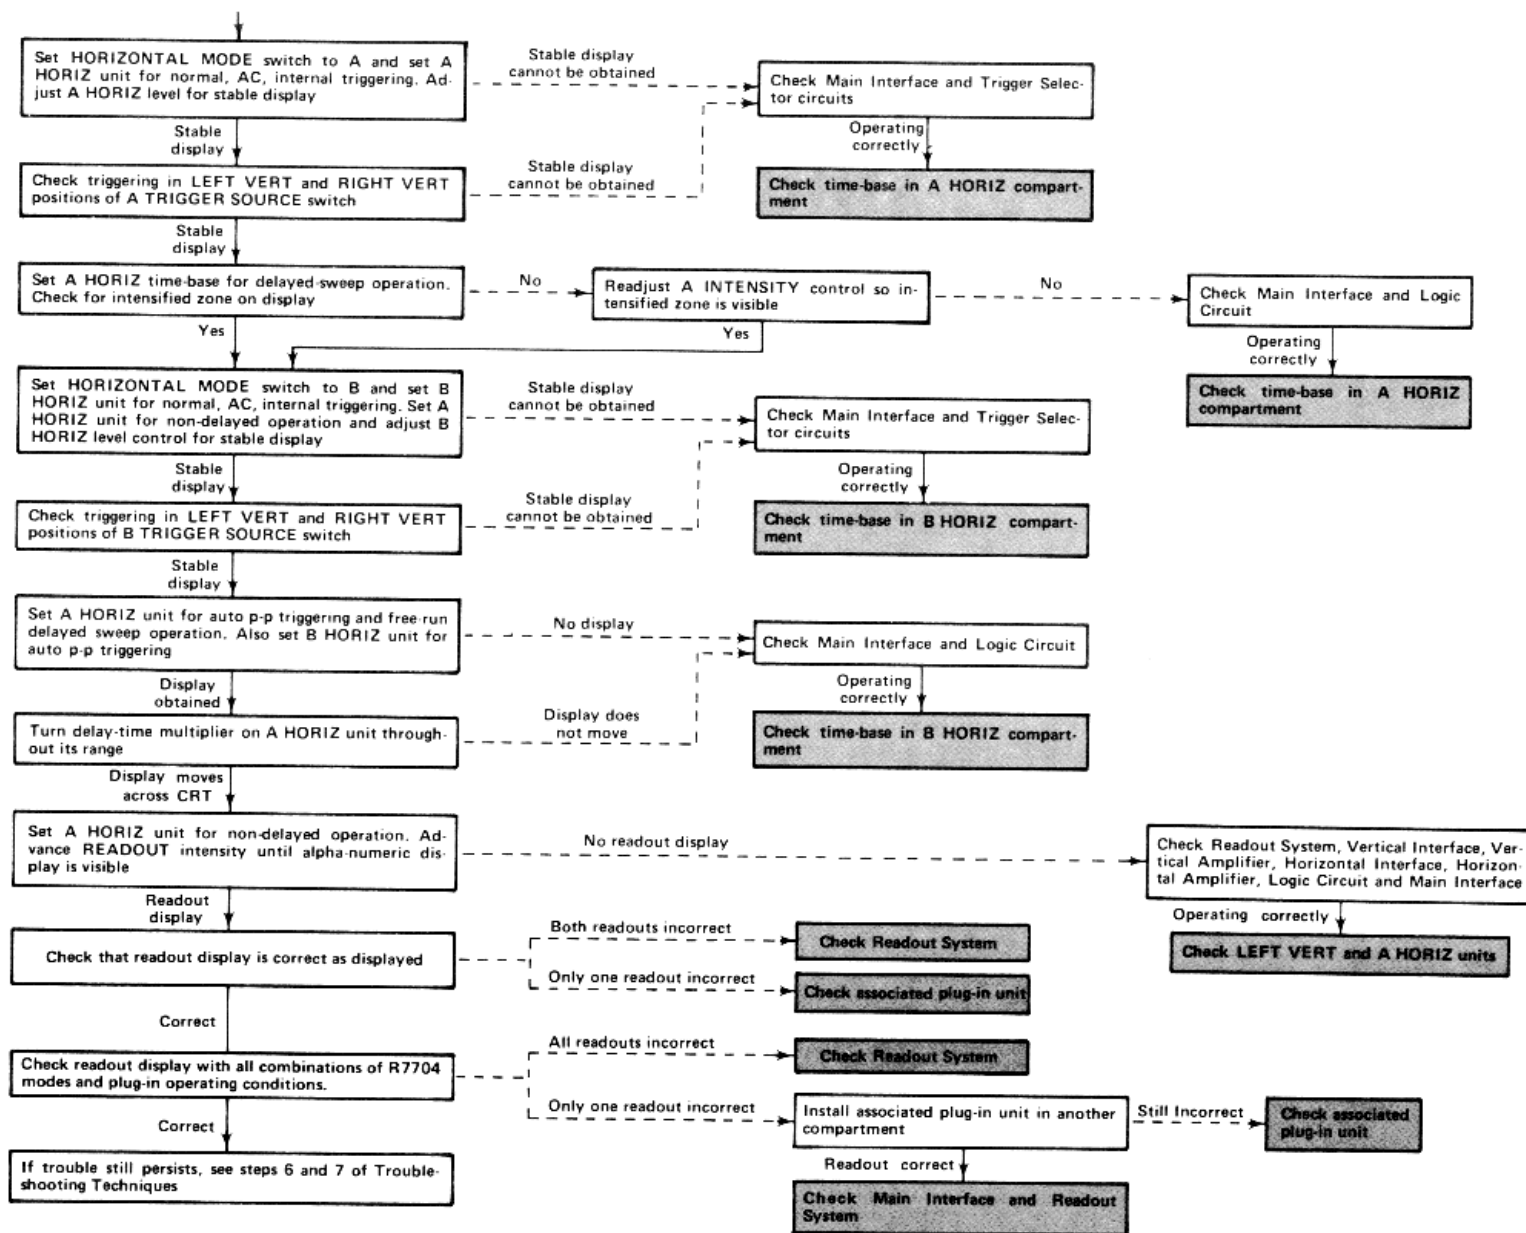 Set HORIZONTAL MODE switch to A and set A
HORIZ unit for normal, AC, internal triggering. Ad-
just A HORIZ level for stable display
Stable display
cannot be obtained
Check Main Interface and Trigger Selec-
tor circuits
Stable
display
Operating
correctly
Check triggering in LEFT VERT and RIGHT VERT
positions of A TRIGGER SOURCE switch
Stable display
cannot be obtained
Check time-base in A HORIZ compart-
ment
Stable
display
Set A HORIZ time-base for delayed-sweep operation.
Check for intensified zone on display
No
Readjust A INTENSITY control so in-
tensified zone is visible
No
Check Main Interface and Logic
Circuit
Yes
Yes
Operating
correctly
Check time-base in A HORIZ
compartment
Set HORIZONTAL MODE switch to B and set B
HORIZ unit for normal, AC, internal triggering. Set A
HORIZ unit for non-delayed operation and adjust B
HORIZ level control for stable display
Stable display
cannot be obtained
Check Main Interface and Trigger Selec-
tor circuits
Stable
display
Operating
correctly
Check triggering in LEFT VERT and RIGHT VERT
positions of B TRIGGER SOURCE switch
Stable display
cannot be obtained
Check time-base in B HORIZ compart-
ment
Stable
display
Set A HORIZ unit for auto p-p triggering and free-run
delayed sweep operation. Also set B HORIZ unit for
auto p-p triggering
No display
Check Main Interface and Logic Circuit
Display
obtained
Operating
correctly
Turn delay-time multiplier on A HORIZ unit through-
out its range
Display does
not move
Check time-base in B HORIZ compart-
ment
Display moves
across CRT
Set A HORIZ unit for non-delayed operation. Ad-
vance READOUT intensity until alpha-numeric dis-
play is visible
No readout display
Check Readout System, Vertical Interface, Ver-
tical Amplifier, Horizontal Interface, Horizon-
tal Amplifier, Logic Circuit and Main Interface
Readout
display
Operating correctly
Check LEFT VERT and A HORIZ units
Check that readout display is correct as displayed
Both readouts incorrect
Check Readout System
Only one readout incorrect
Check associated plug-in unit
Correct
Check readout display with all combinations of R7704
modes and plug-in operating conditions.
All readouts incorrect
Check Readout System
Only one readout incorrect
Install associated plug-in unit in another
compartment
Still Incorrect
Check associated
plug-in unit
Correct
Readout correct
If trouble still persists, see steps 6 and 7 of Trouble-
shooting Techniques
Check Main Interface and Readout
System